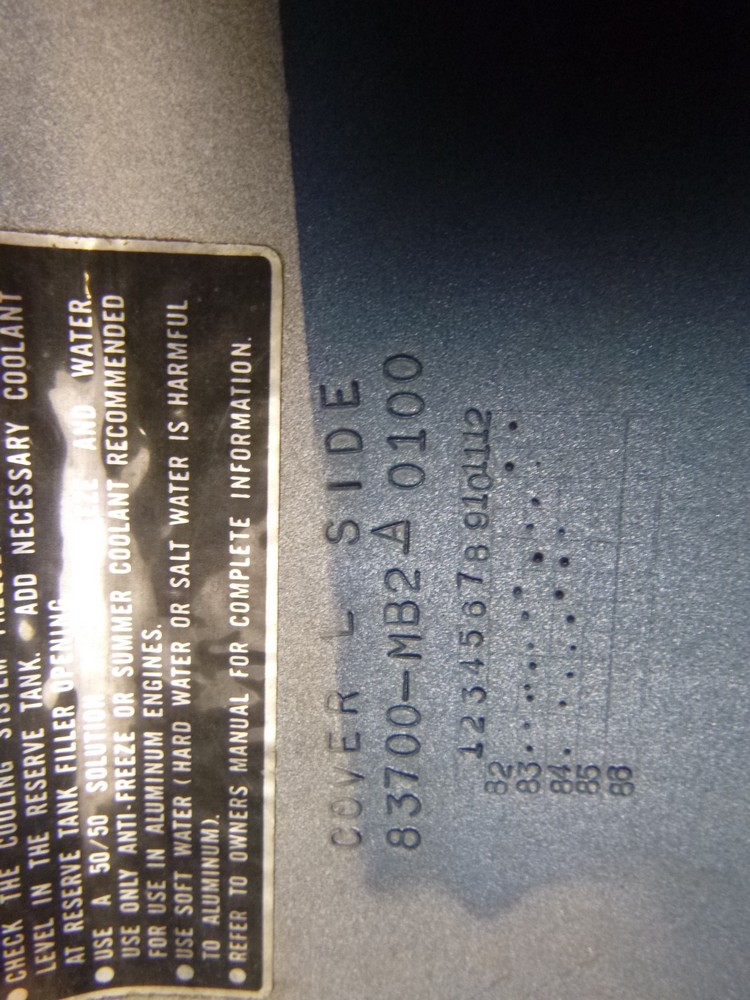 CHECK THE COOLING SYSTEM
LEVEL IN THE RESERVE TANK. ADD NECESSARY COOLANT
AT RESERVE TANK FILLER OPENING
● USE A 50/50 SOLUTION AND WATER.
USE ONLY ANTI-FREEZE OR SUMMER COOLANT RECOMMENDED
FOR USE IN ALUMINUM ENGINES.
● USE SOFT WATER (HARD WATER OR SALT WATER IS HARMFUL
TO ALUMINUM).
● REFER TO OWNERS MANUAL FOR COMPLETE INFORMATION.
COVER L SIDE
83700-MB2△ 0100
1 2 3 4 5 6 7 8 9 10 11 12
82
83
84
85
86